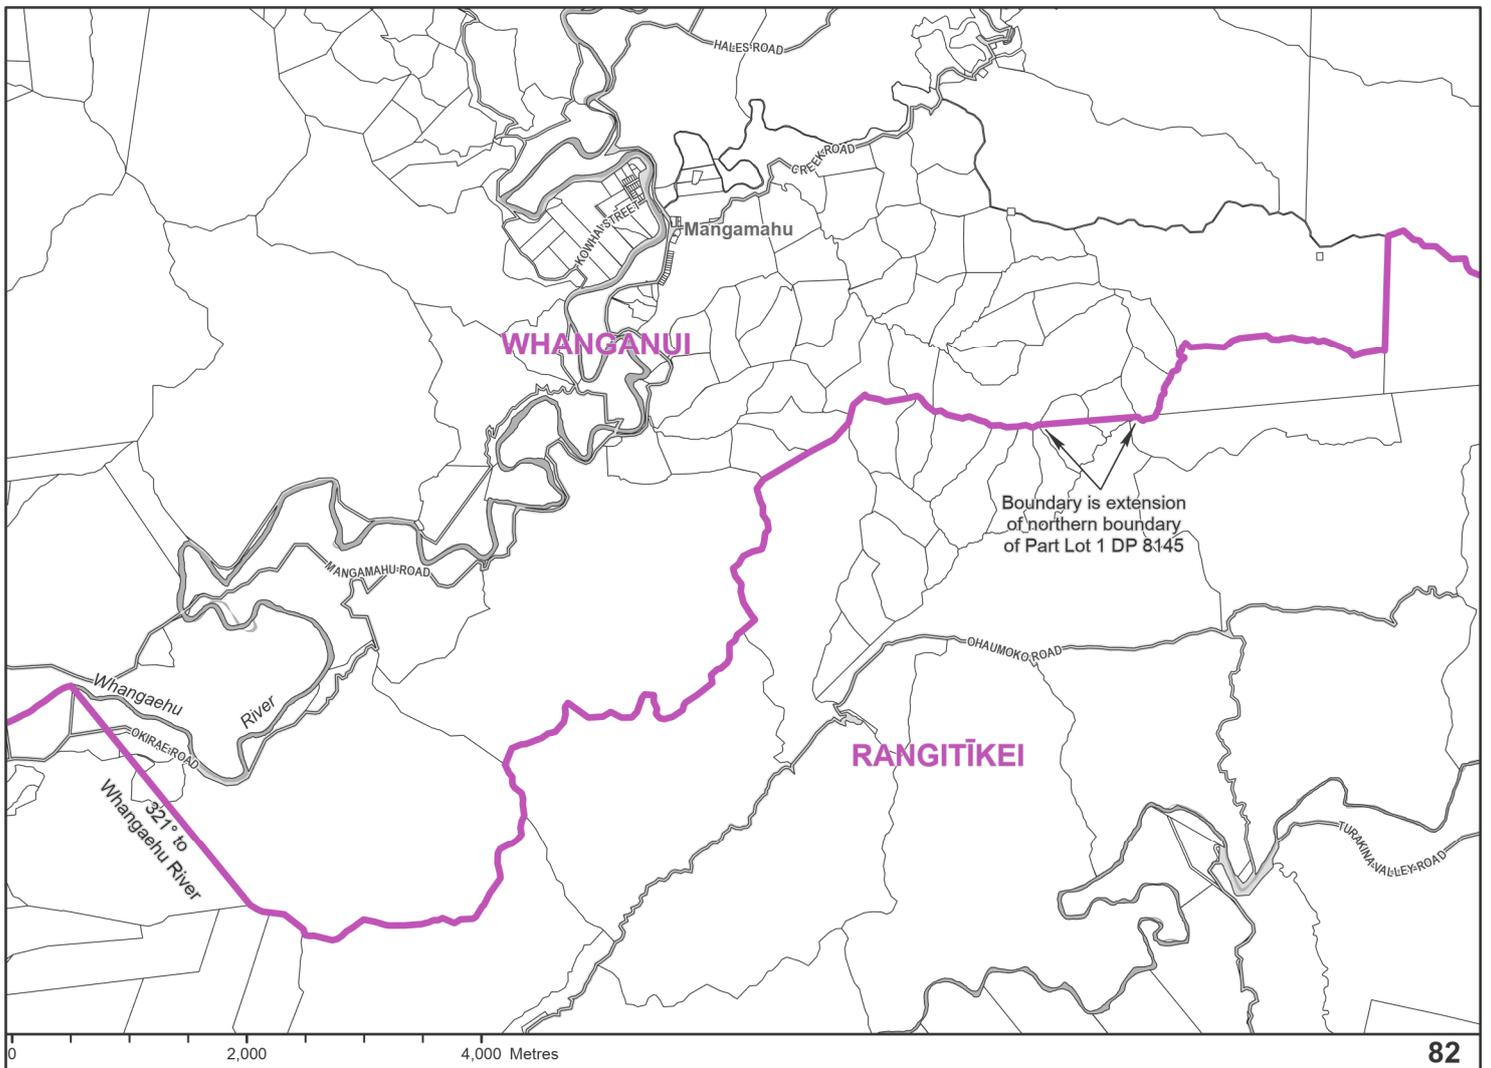 HALES ROAD
CREEK ROAD
KOWHAI STREET
Mangamahu
WHANGANUI
Boundary is extension
of northern boundary
of Part Lot 1 DP 8145
MANGAMAHU ROAD
OHAUMOKO ROAD
Whangaehu
River
OKIRAE ROAD
RANGITĪKEI
321° to
Whangaehu River
TURAKINA VALLEY ROAD
0 2,000 4,000 Metres
82